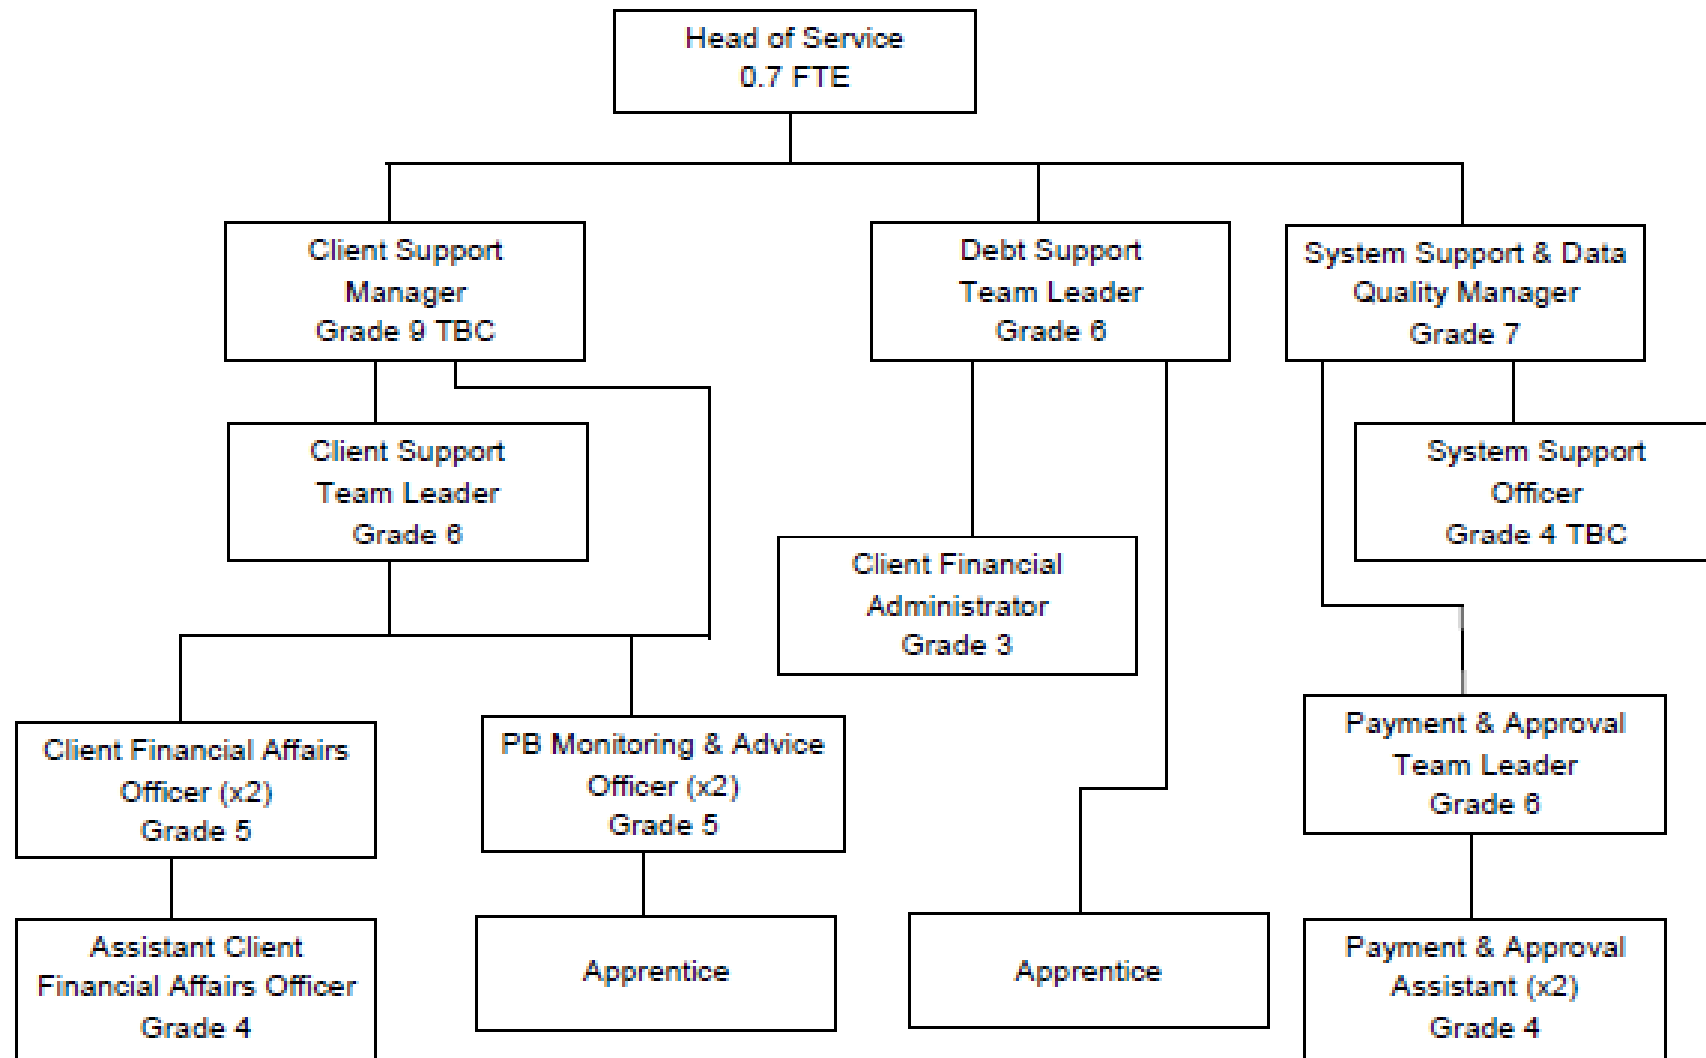 Head of Service
0.7 FTE
Client Support
Manager
Grade 9 TBC
Debt Support
Team Leader
Grade 6
System Support & Data
Quality Manager
Grade 7
Client Support
Team Leader
Grade 6
System Support
Officer
Grade 4 TBC
Client Financial
Administrator
Grade 3
Client Financial Affairs
Officer (x2)
Grade 5
PB Monitoring & Advice
Officer (x2)
Grade 5
Payment & Approval
Team Leader
Grade 6
Assistant Client
Financial Affairs Officer
Grade 4
Apprentice
Apprentice
Payment & Approval
Assistant (x2)
Grade 4